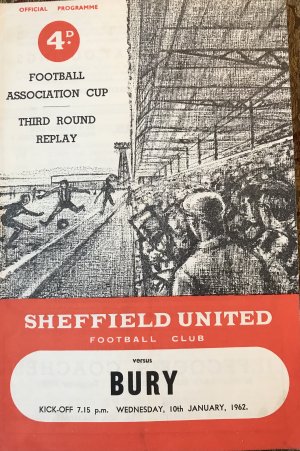 OFFICIAL PROGRAMME
4D.
FOOTBALL
ASSOCIATION CUP
THIRD ROUND
REPLAY
SHEFFIELD UNITED
FOOTBALL CLUB
versus
BURY
KICK-OFF 7.15 p.m. WEDNESDAY, 10th JANUARY, 1962.